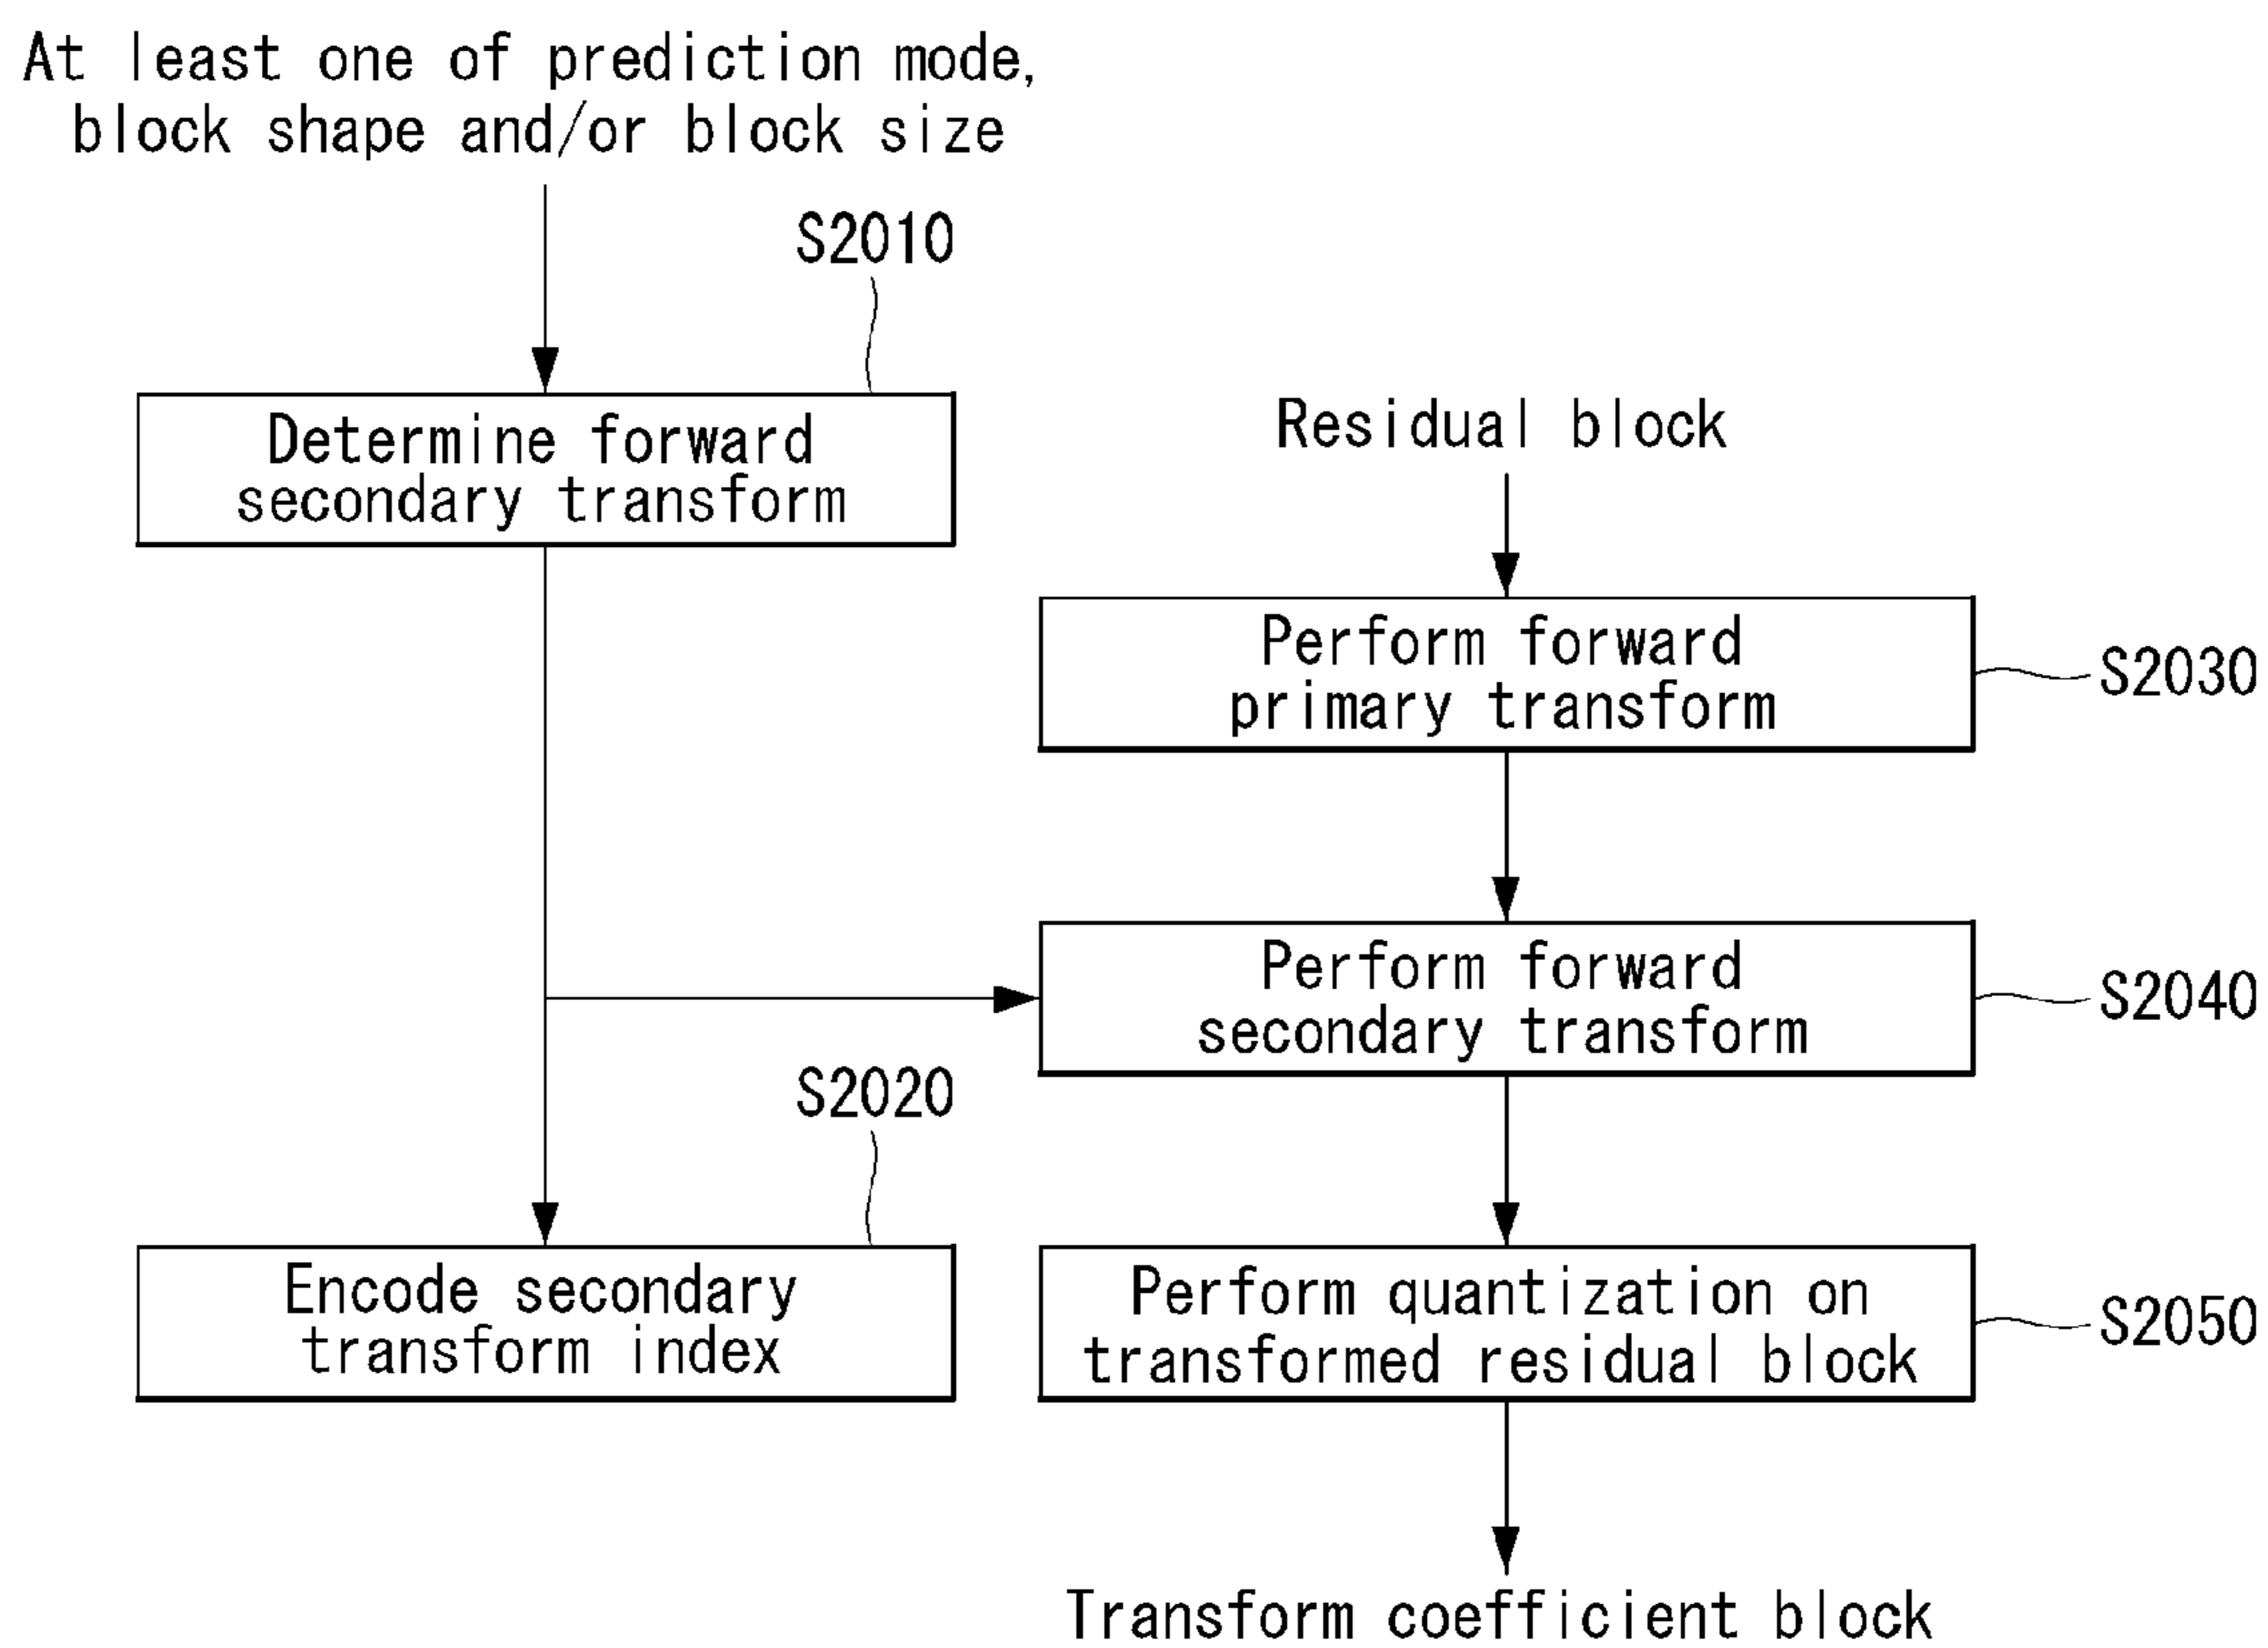 At least one of prediction mode,
block shape and/or block size
S2010
Determine forward
secondary transform
Residual block
Perform forward
primary transform
S2030
Perform forward
secondary transform
S2040
S2020
Encode secondary
transform index
Perform quantization on
transformed residual block
S2050
Transform coefficient block